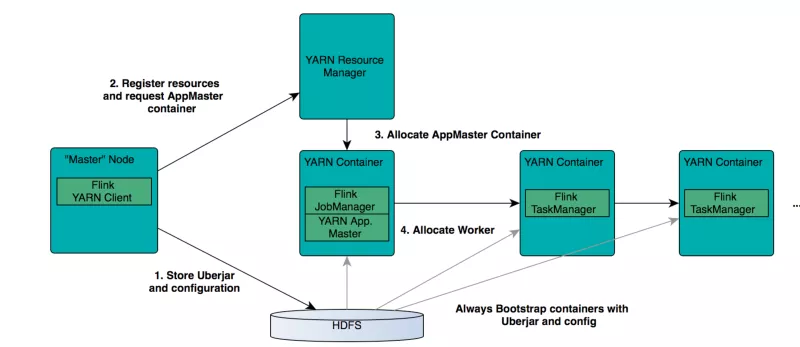 YARN Resource
Manager
2. Register resources
and request AppMaster
container
3. Allocate AppMaster Container
"Master" Node
Flink
YARN Client
YARN Container
Flink
JobManager
YARN App.
Master
4. Allocate Worker
YARN Container
Flink
TaskManager
YARN Container
Flink
TaskManager
...
1. Store Uberjar
and configuration
HDFS
Always Bootstrap containers with
Uberjar and config